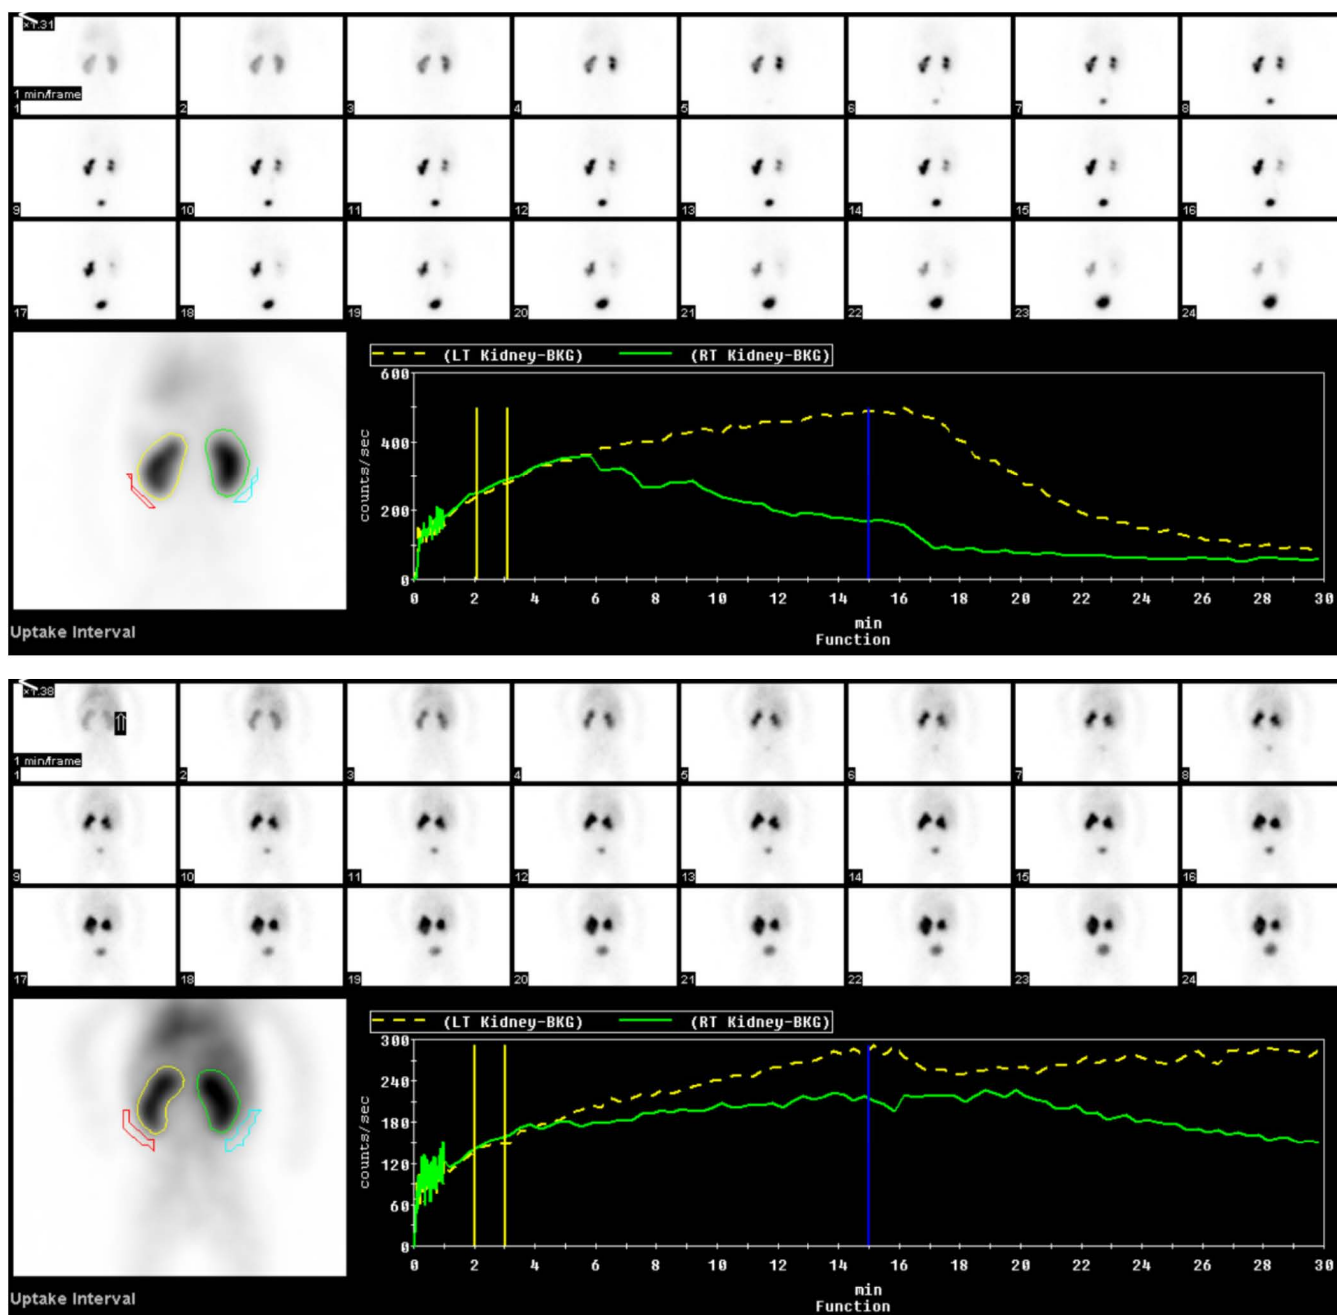 ×1.31
1 min/frame
1 2 3 4 5 6 7 8
9 10 11 12 13 14 15 16
17 18 19 20 21 22 23 24
(LT Kidney-BKG) (RT Kidney-BKG)
600
400
200
0
counts/sec
0 2 4 6 8 10 12 14 16 18 20 22 24 26 28 30
min
Function
Uptake Interval
×1.38
1 min/frame
1 2 3 4 5 6 7 8
9 10 11 12 13 14 15 16
17 18 19 20 21 22 23 24
(LT Kidney-BKG) (RT Kidney-BKG)
300
240
180
120
60
0
counts/sec
0 2 4 6 8 10 12 14 16 18 20 22 24 26 28 30
min
Function
Uptake Interval